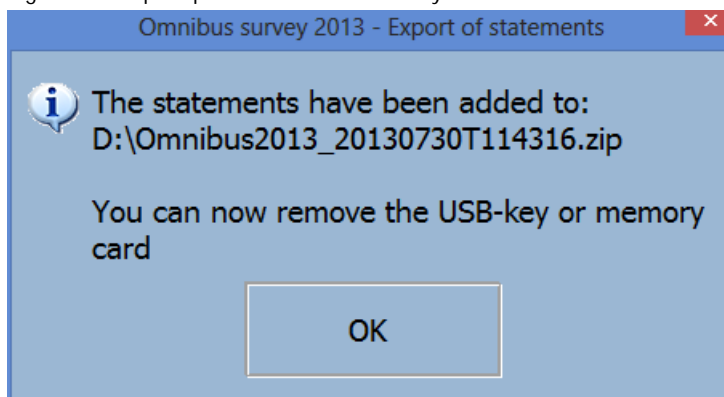 Omnibus survey 2013 - Export of statements
The statements have been added to:
D:\Omnibus2013_20130730T114316.zip
You can now remove the USB-key or memory
card
OK